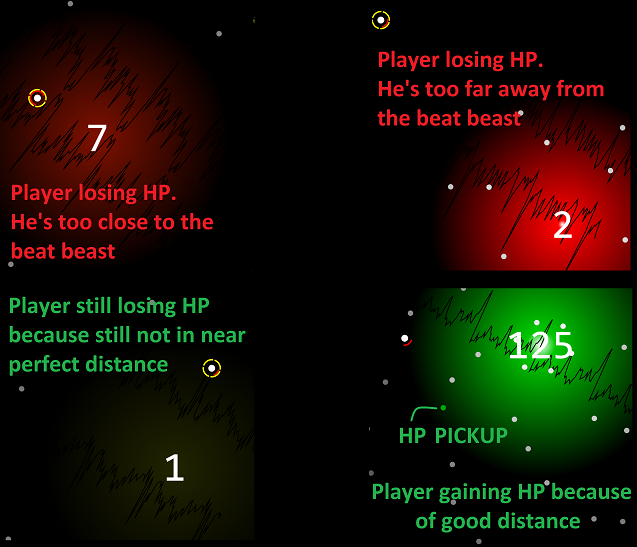 7
Player losing HP.
He's too close to the
beat beast
Player losing HP.
He's too far away from
the beat beast
2
Player still losing HP
because still not in near
perfect distance
1
125
HP PICKUP
Player gaining HP because
of good distance